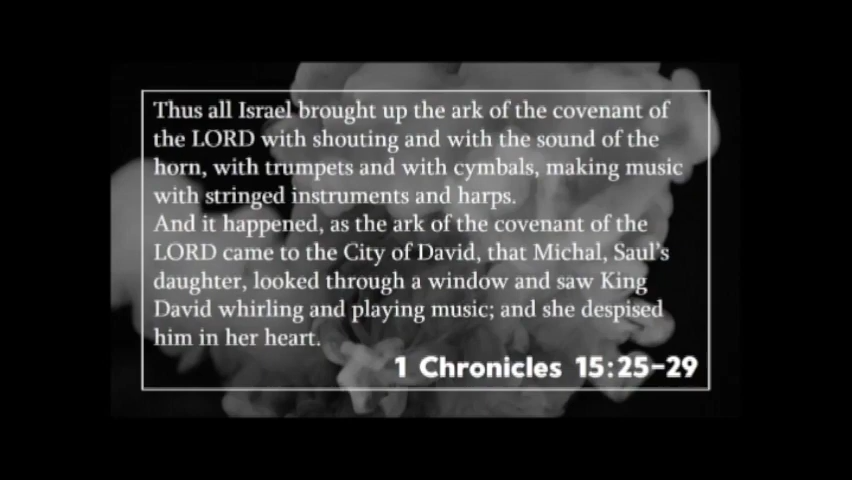 Thus all Israel brought up the ark of the covenant of
the LORD with shouting and with the sound of the
horn, with trumpets and with cymbals, making music
with stringed instruments and harps.
And it happened, as the ark of the covenant of the
LORD came to the City of David, that Michal, Saul's
daughter, looked through a window and saw King
David whirling and playing music; and she despised
him in her heart.
1 Chronicles 15:25-29